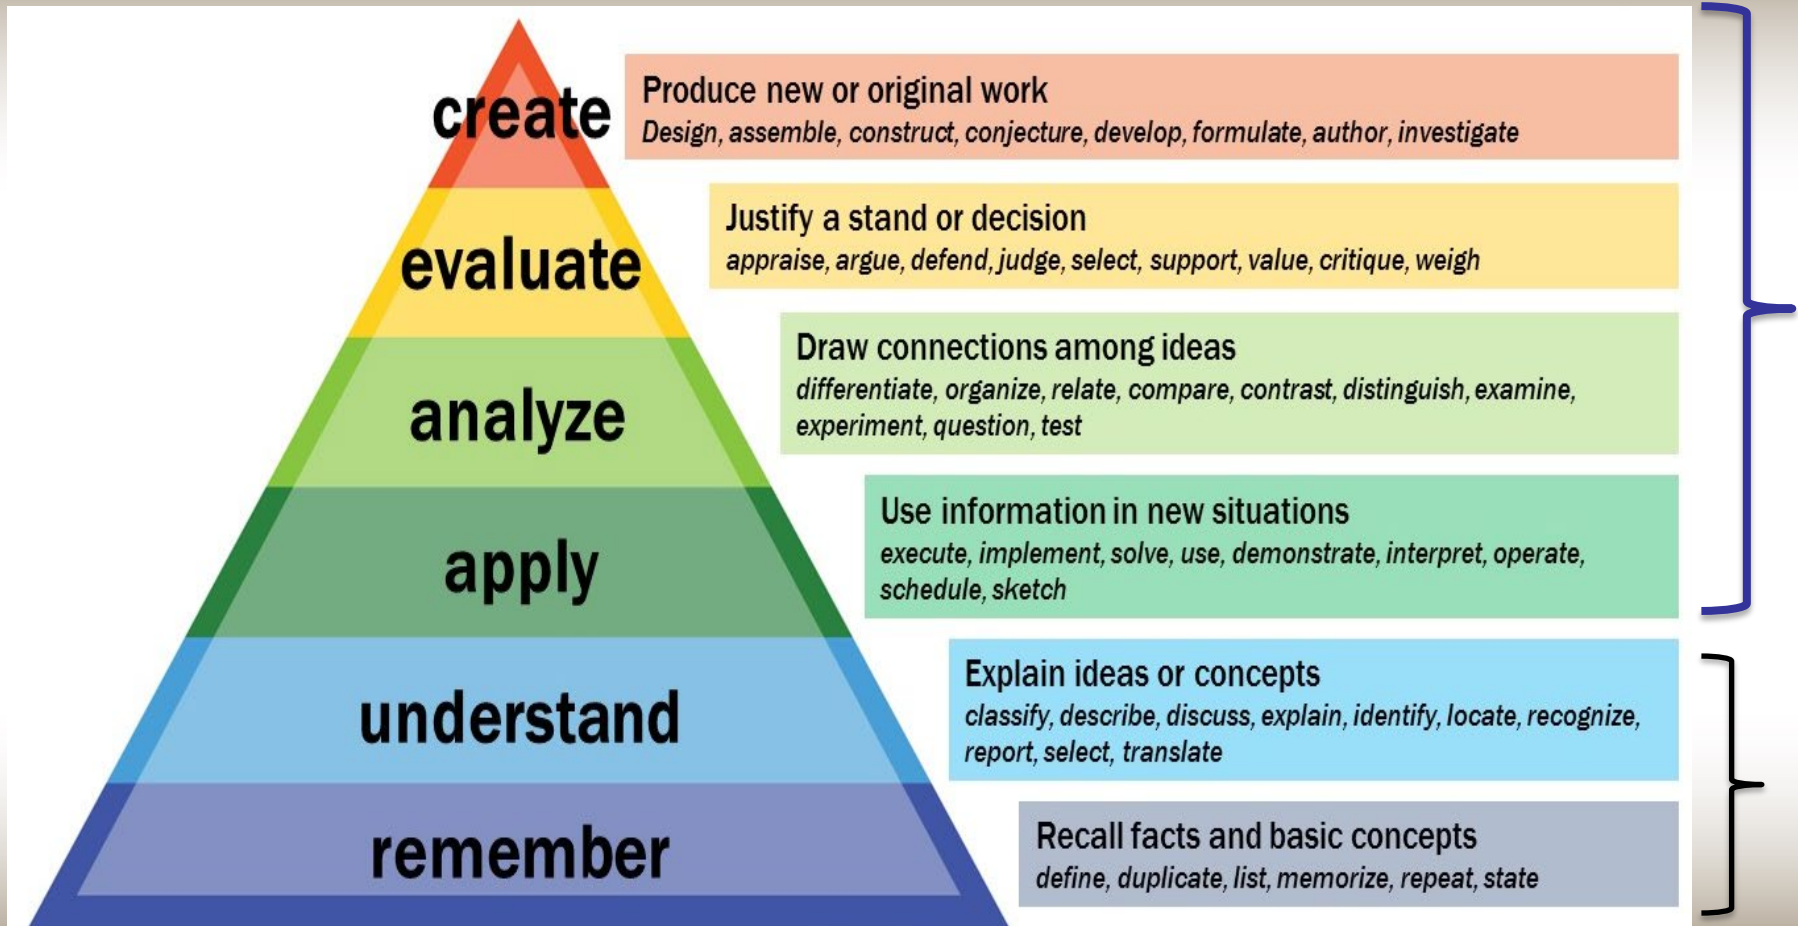 create
Produce new or original work
Design, assemble, construct, conjecture, develop, formulate, author, investigate
evaluate
Justify a stand or decision
appraise, argue, defend, judge, select, support, value, critique, weigh
analyze
Draw connections among ideas
differentiate, organize, relate, compare, contrast, distinguish, examine,
experiment, question, test
apply
Use information in new situations
execute, implement, solve, use, demonstrate, interpret, operate,
schedule, sketch
understand
Explain ideas or concepts
classify, describe, discuss, explain, identify, locate, recognize,
report, select, translate
remember
Recall facts and basic concepts
define, duplicate, list, memorize, repeat, state